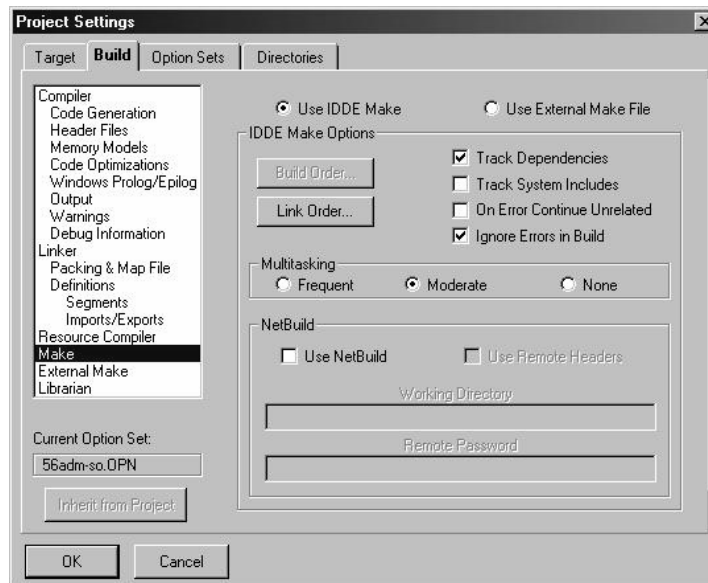 Project Settings
Target Build Option Sets Directories
Compiler
Code Generation
Header Files
Memory Models
Code Optimizations
Windows Prolog/Epilog
Output
Warnings
Debug Information
Linker
Packing & Map File
Definitions
Segments
Imports/Exports
Resource Compiler
Make
External Make
Librarian
Current Option Set:
56adm-so.OPN
Inherit from Project
Use IDDE Make Use External Make File
IDDE Make Options
Build Order...
Link Order...
Track Dependencies
Track System Includes
On Error Continue Unrelated
Ignore Errors in Build
Multitasking
Frequent Moderate None
NetBuild
Use NetBuild Use Remote Headers
Working Directory
Remote Password
OK Cancel